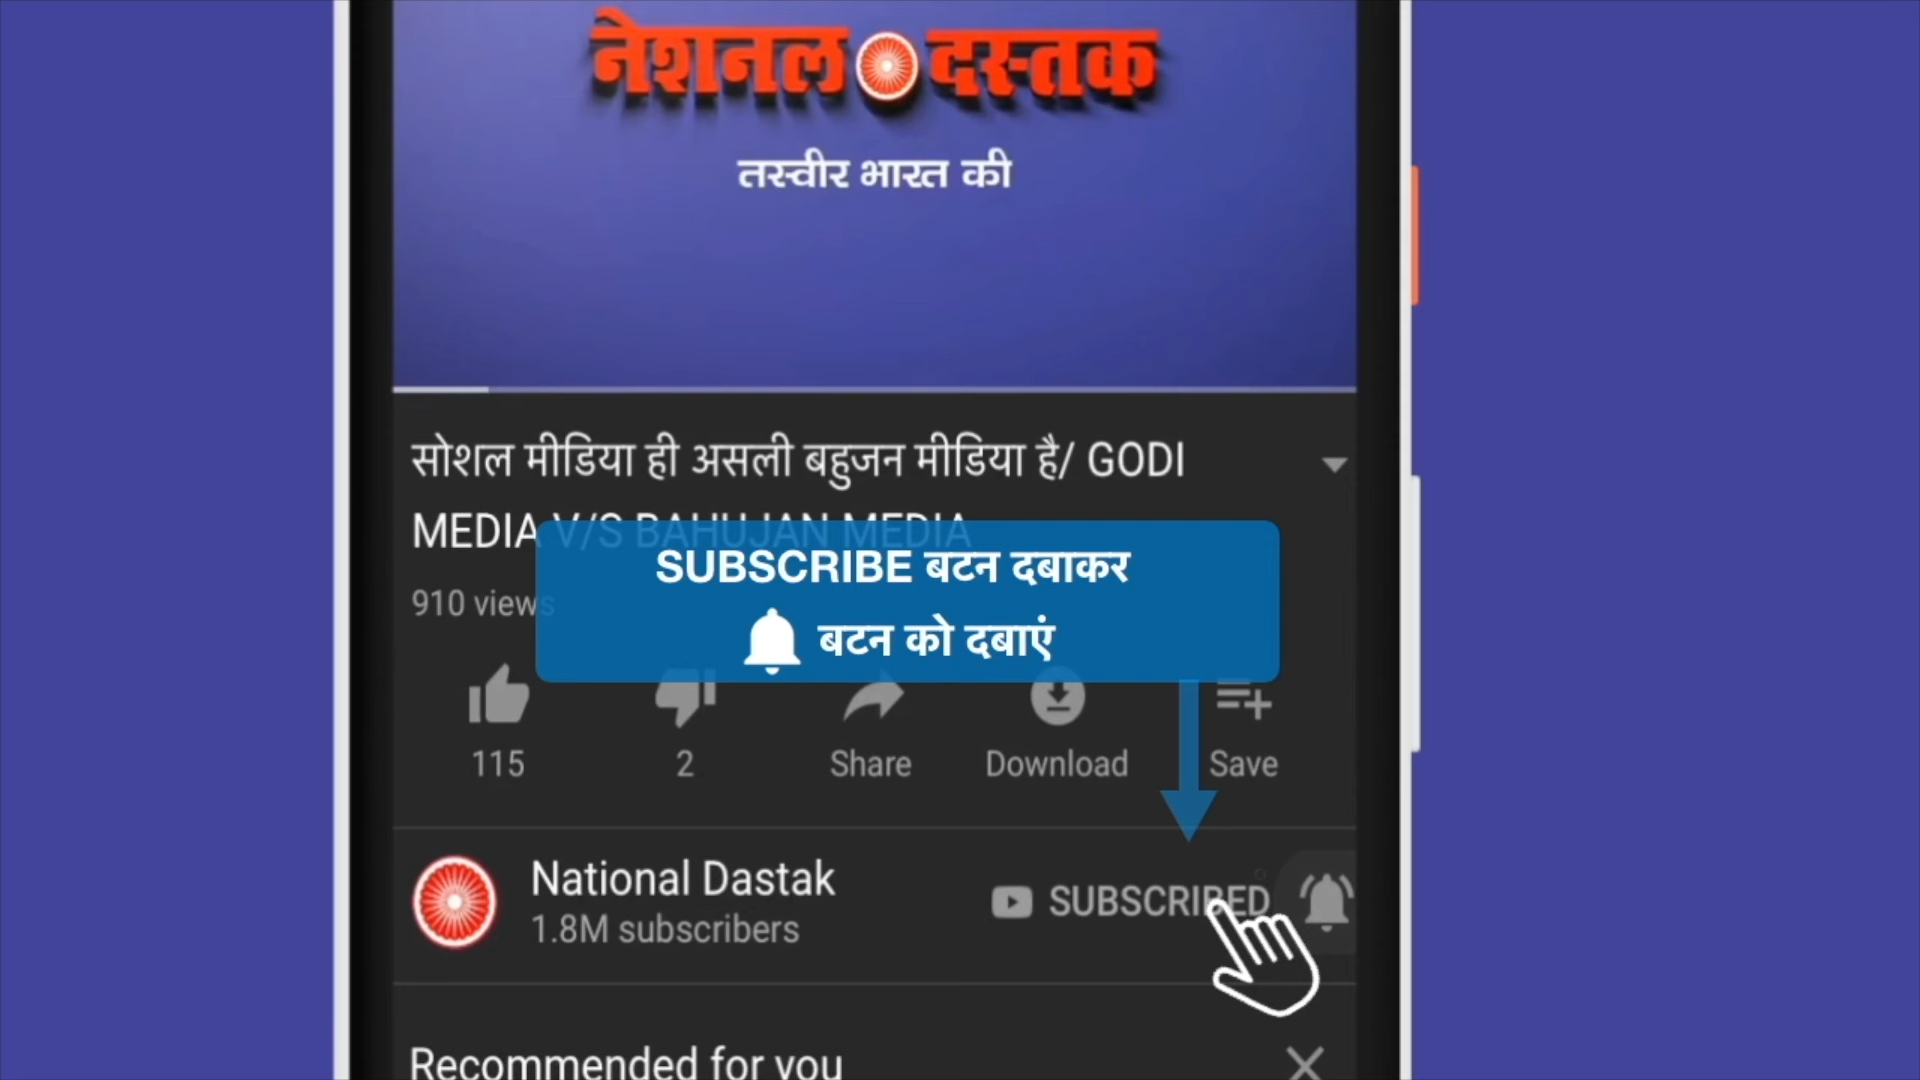 नेशनल दस्तक
तस्वीर भारत की
सोशल मीडिया ही असली बहुजन मीडिया है/ GODI
MEDIA V/S BAHUJAN MEDIA
SUBSCRIBE बटन दबाकर
बटन को दबाएं
910 views
115
2
Share
Download
Save
National Dastak
1.8M subscribers
SUBSCRIBED
Recommended for you